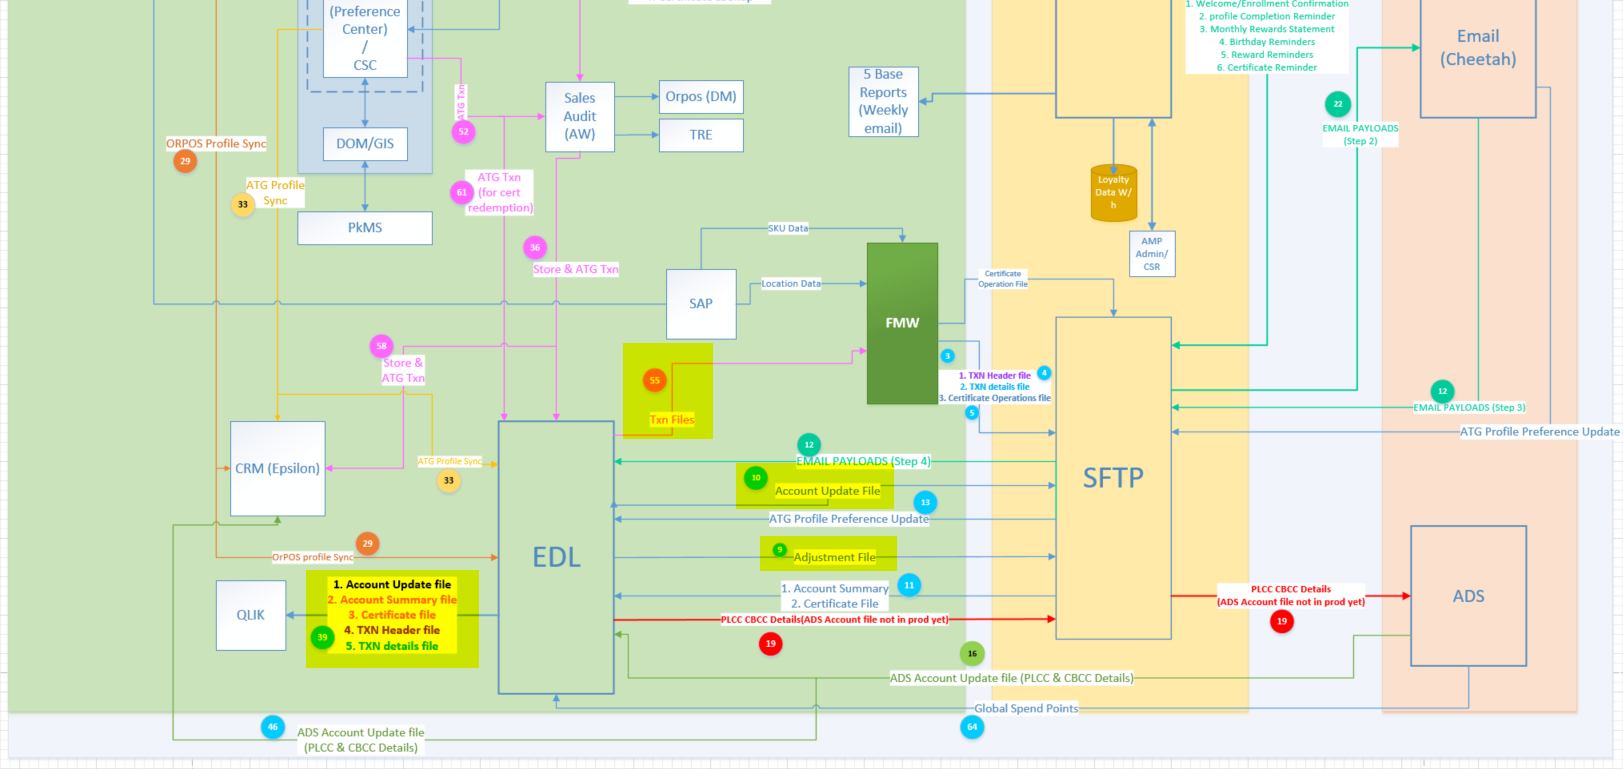 1. Welcome/Enrollment Confirmation
2. profile Completion Reminder
3. Monthly Rewards Statement
4. Birthday Reminders
5. Reward Reminders
6. Certificate Reminder
(Preference
Center)
/
CSC
Email
(Cheetah)
5 Base
Reports
(Weekly
email)
Sales
Audit
(AW)
Orpos (DM)
TRE
ATG Txn
52
22
EMAIL PAYLOADS
(Step 2)
DOM/GIS
ORPOS Profile Sync
29
ATG Profile
Sync
33
ATG Txn
(for cert
redemption)
61
Loyalty
Data W/
h
PkMS
SKU Data
36
Store & ATG Txn
AMP
Admin/
CSR
Certificate
Operation File
Location Data
SAP
FMW
58
Store &
ATG Txn
3
1. TXN Header file
4
2. TXN details file
3. Certificate Operations file
5
55
Txn Files
12
EMAIL PAYLOADS (Step 3)
ATG Profile Preference Update
12
EMAIL PAYLOADS (Step 4)
CRM (Epsilon)
ATG Profile Sync
33
10
Account Update File
SFTP
13
ATG Profile Preference Update
29
OrPOS profile Sync
EDL
9
Adjustment File
11
1. Account Summary
2. Certificate File
QLIK
1. Account Update file
2. Account Summary file
3. Certificate file
4. TXN Header file
5. TXN details file
39
PLCC CBCC Details(ADS Account file not in prod yet)
19
PLCC CBCC Details
(ADS Account file not in prod yet)
19
ADS
16
ADS Account Update file (PLCC & CBCC Details)
Global Spend Points
64
46
ADS Account Update file
(PLCC & CBCC Details)